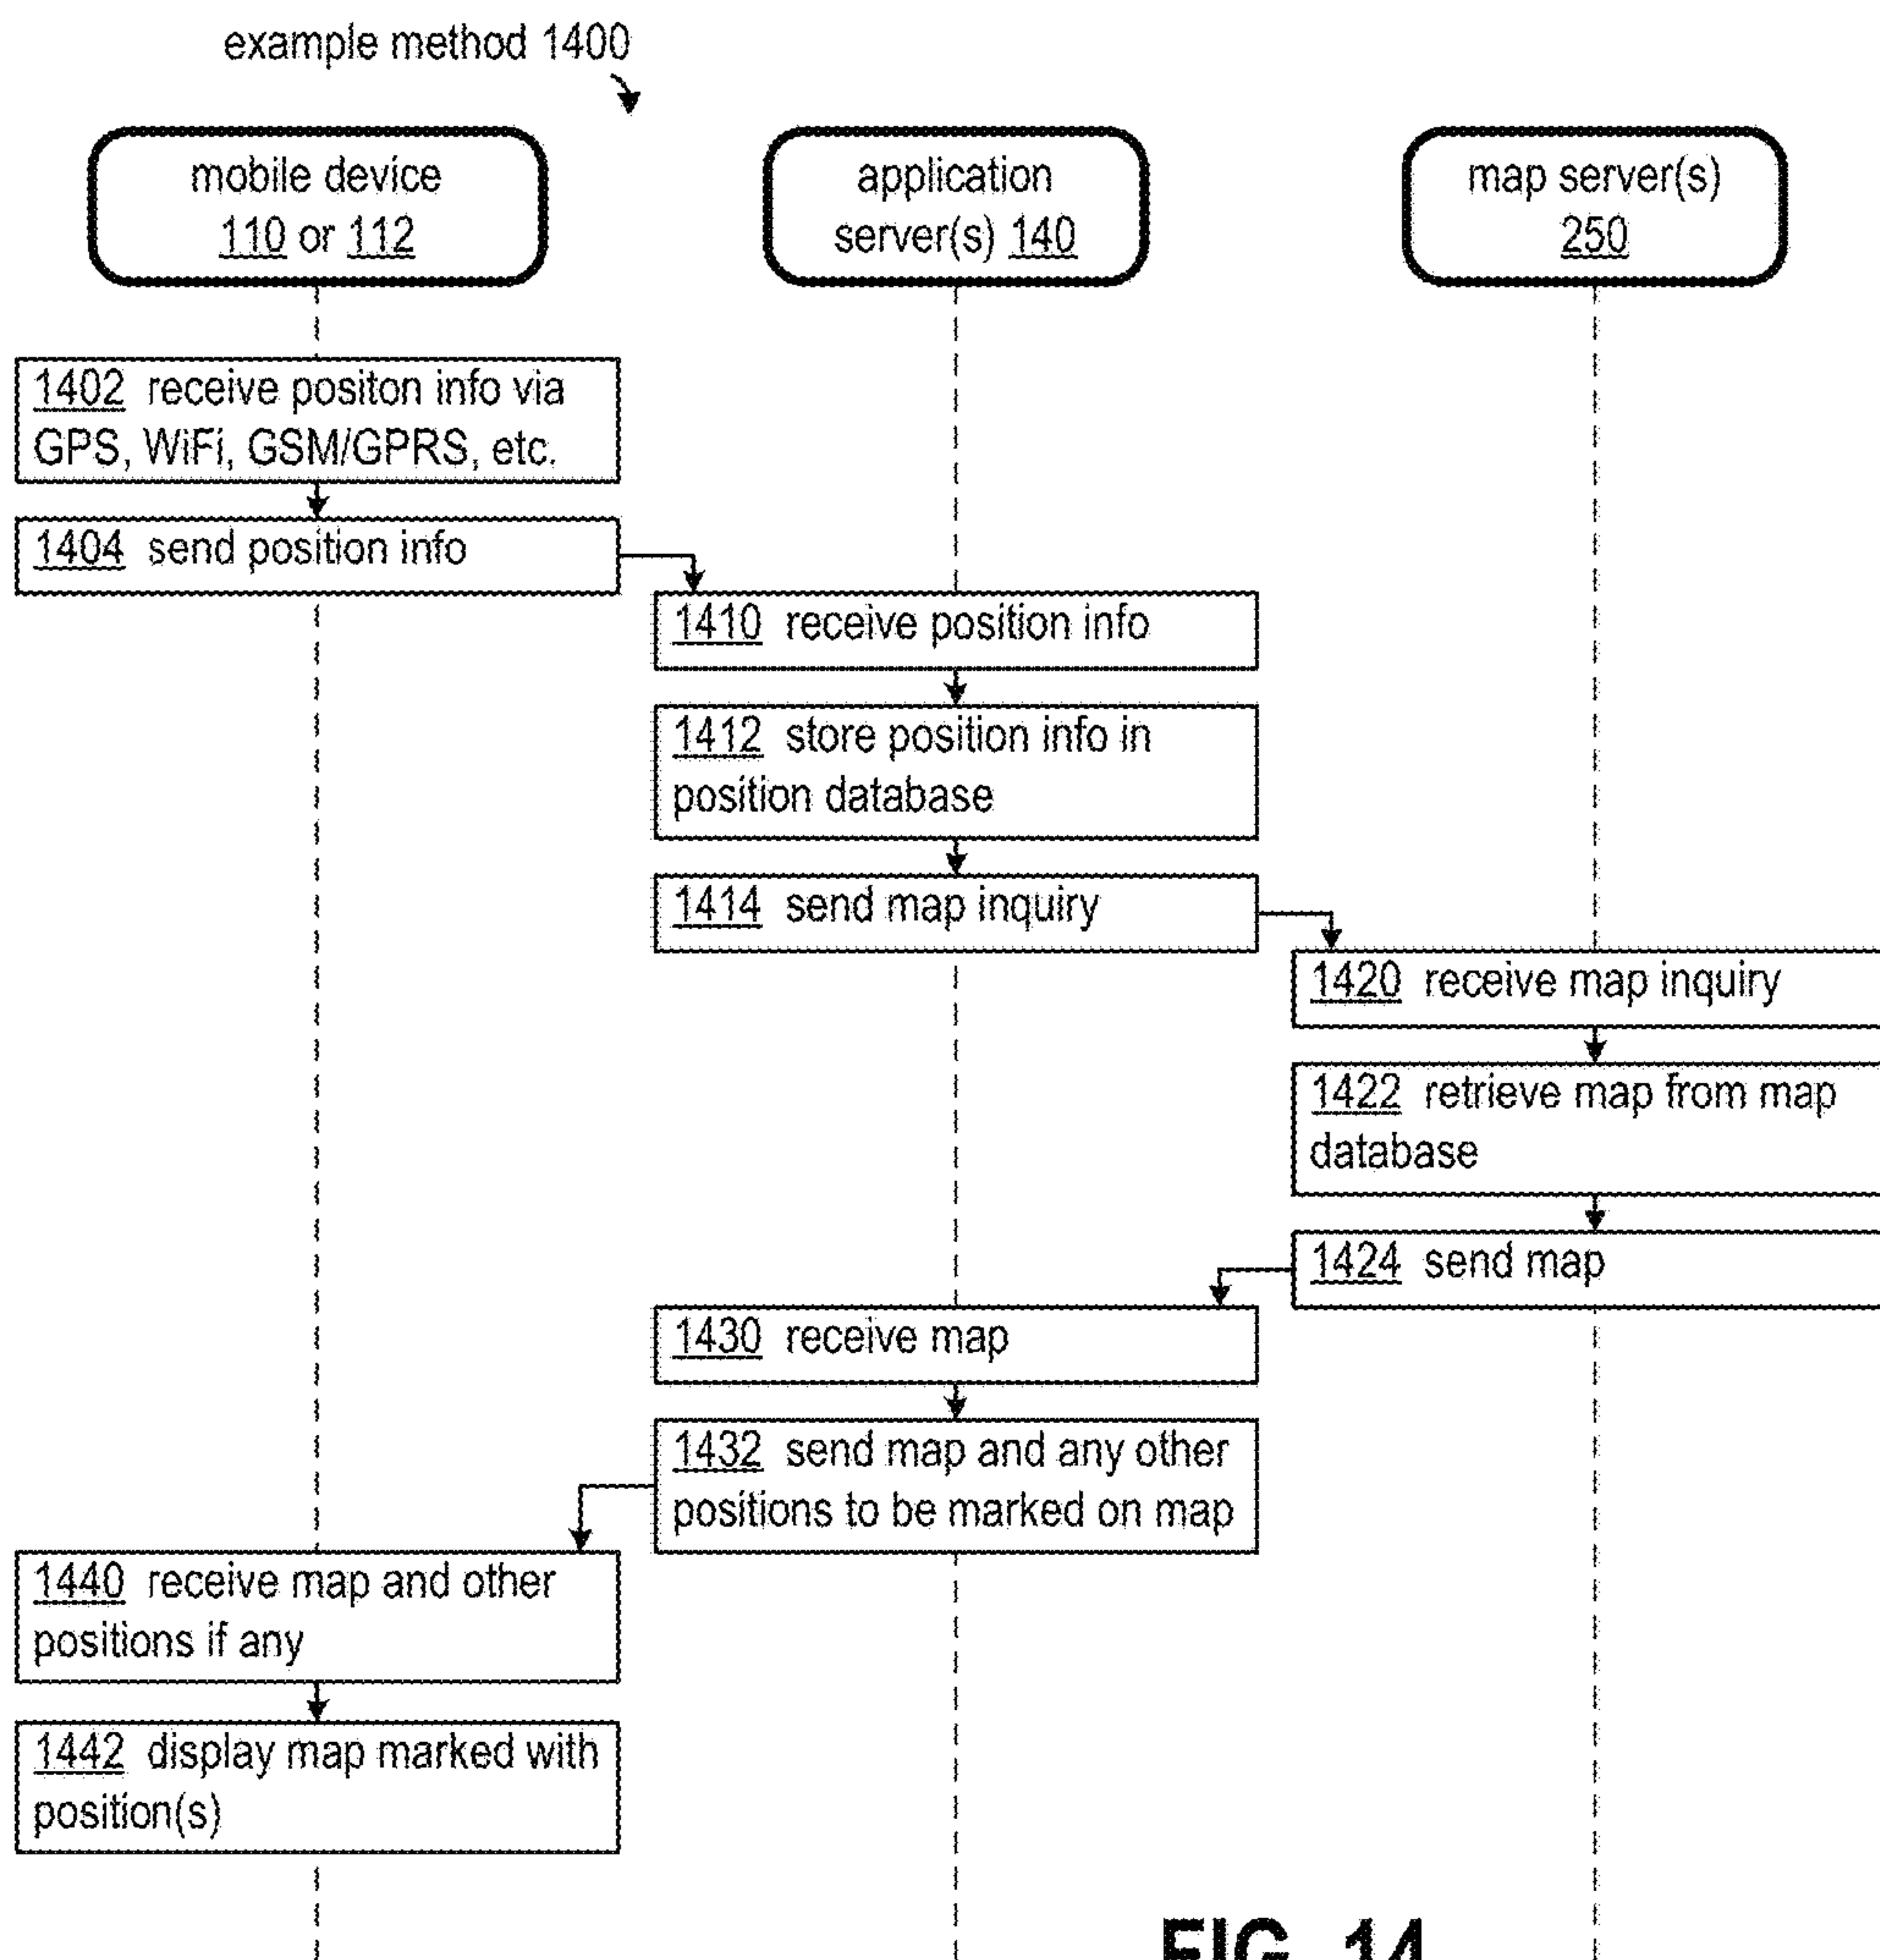 example method 1400
mobile device
110 or 112
application
server(s) 140
map server(s)
250
1402 receive positon info via
GPS, WiFi, GSM/GPRS, etc.
1404 send position info
1410 receive position info
1412 store position info in
position database
1414 send map inquiry
1420 receive map inquiry
1422 retrieve map from map
database
1424 send map
1430 receive map
1432 send map and any other
positions to be marked on map
1440 receive map and other
positions if any
1442 display map marked with
position(s)
FIG. 14